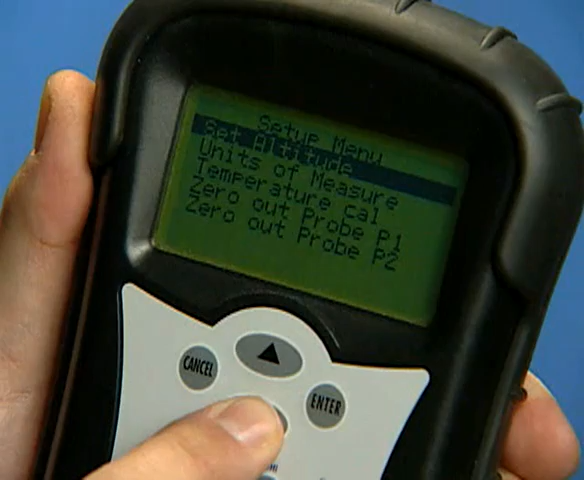 Setup Menu
Set Altitude
Units of Measure
Temperature Cal
Zero out Probe P1
Zero out Probe P2
CANCEL
ENTER